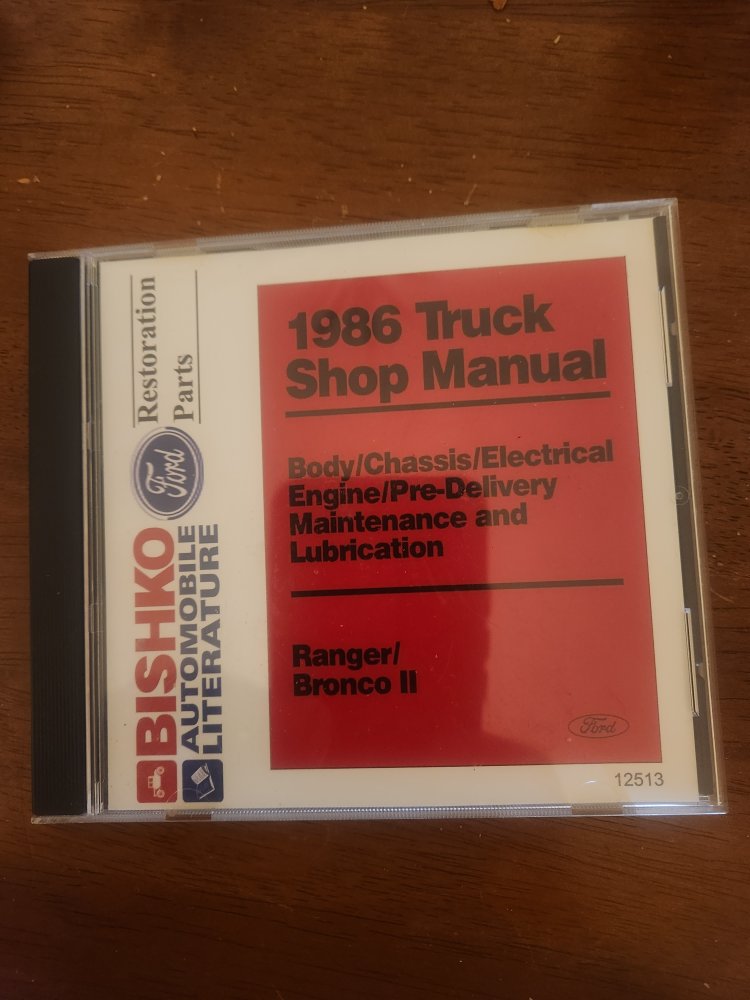 Restoration
Parts
Ford
BISHKO
AUTOMOBILE
LITERATURE
1986 Truck
Shop Manual
Body/Chassis/Electrical
Engine/Pre-Delivery
Maintenance and
Lubrication
Ranger/
Bronco II
Ford
12513